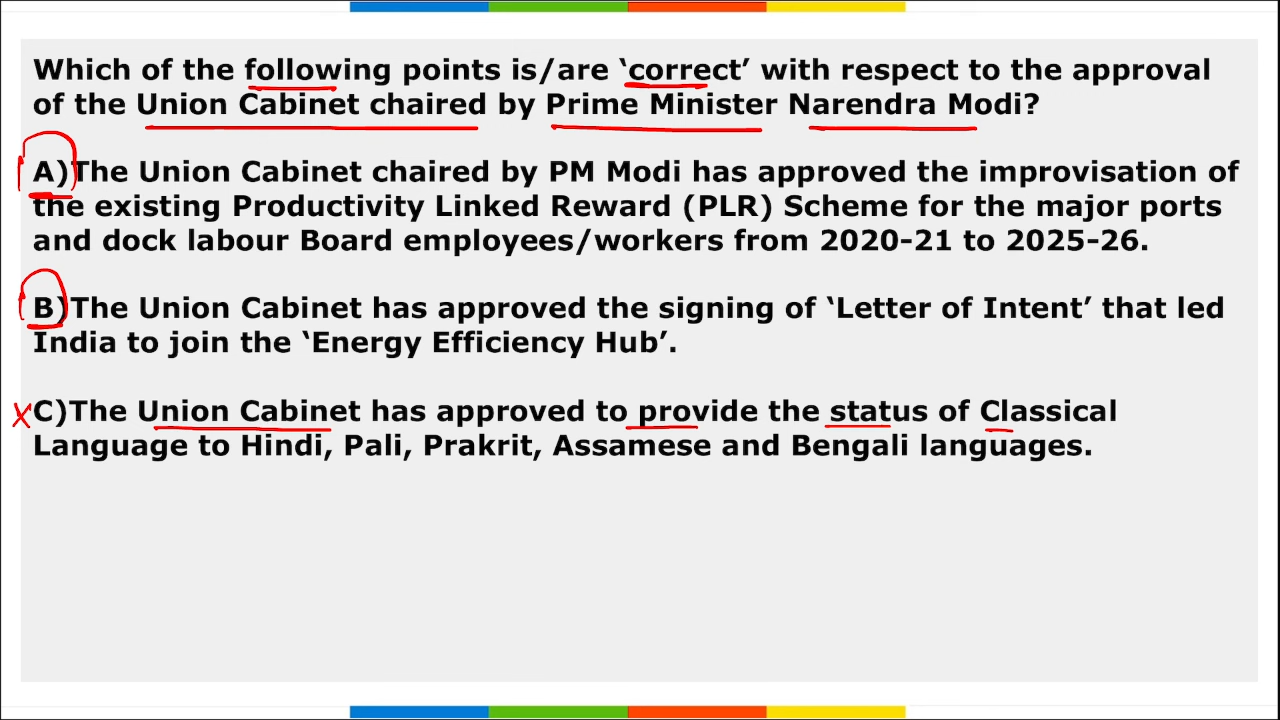 Which of the following points is/are ‘correct’ with respect to the approval
of the Union Cabinet chaired by Prime Minister Narendra Modi?
A)The Union Cabinet chaired by PM Modi has approved the improvisation of
the existing Productivity Linked Reward (PLR) Scheme for the major ports
and dock labour Board employees/workers from 2020-21 to 2025-26.
B)The Union Cabinet has approved the signing of ‘Letter of Intent’ that led
India to join the ‘Energy Efficiency Hub’.
C)The Union Cabinet has approved to provide the status of Classical
Language to Hindi, Pali, Prakrit, Assamese and Bengali languages.